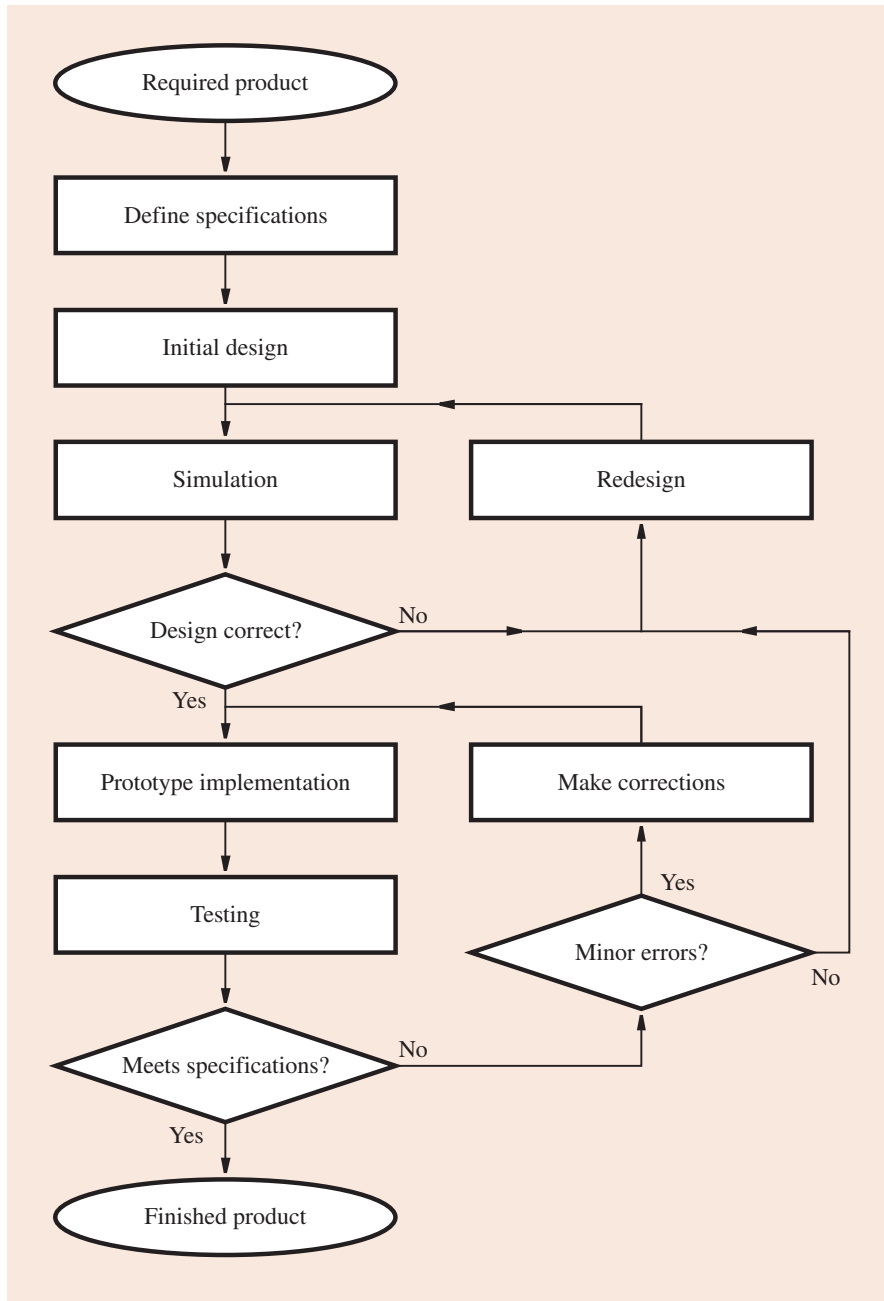 Required product
Define specifications
Initial design
Simulation
Redesign
Design correct?
No
Yes
Prototype implementation
Make corrections
Testing
Yes
Minor errors?
No
Meets specifications?
No
Yes
Finished product